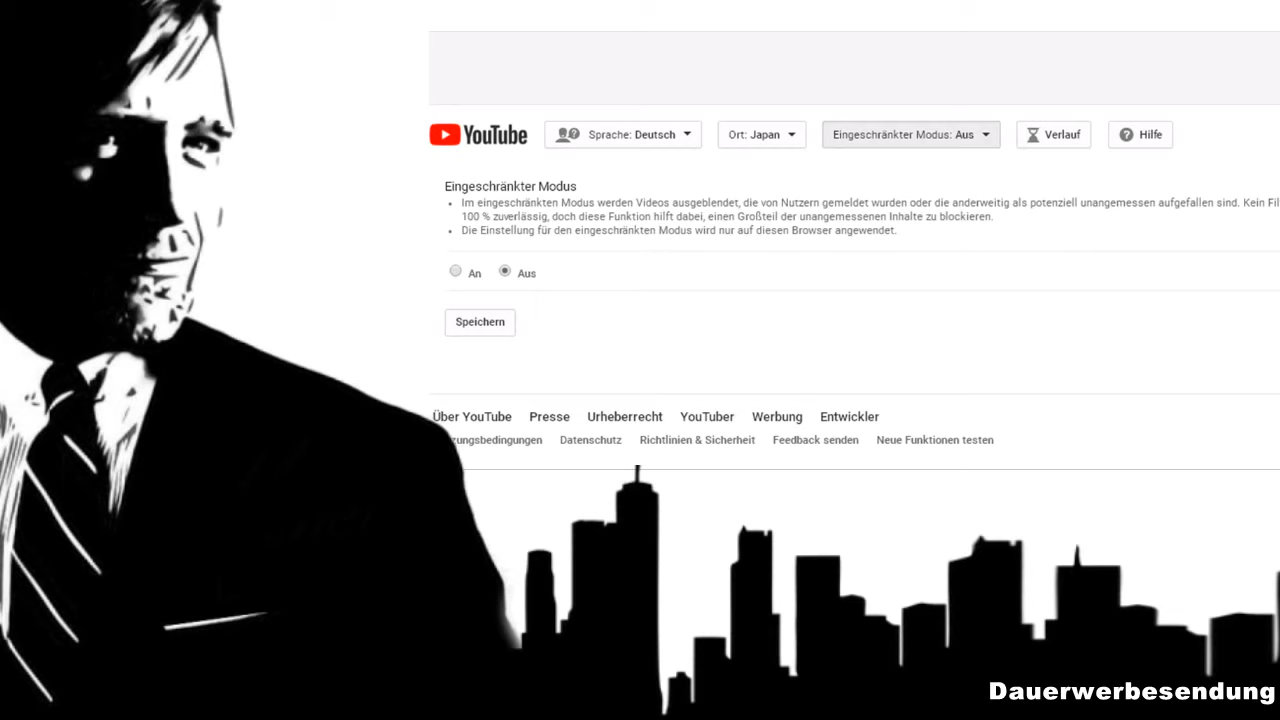 YouTube
Sprache: Deutsch
Ort: Japan
Eingeschränkter Modus: Aus
Verlauf
Hilfe
Eingeschränkter Modus
Im eingeschränkten Modus werden Videos ausgeblendet, die von Nutzern gemeldet wurden oder die anderweitig als potenziell unangemessen aufgefallen sind. Kein Fil
100 % zuverlässig, doch diese Funktion hilft dabei, einen Großteil der unangemessenen Inhalte zu blockieren.
Die Einstellung für den eingeschränkten Modus wird nur auf diesen Browser angewendet.
An Aus
Speichern
Über YouTube Presse Urheberrecht YouTuber Werbung Entwickler
zungsbedingungen Datenschutz Richtlinien & Sicherheit Feedback senden Neue Funktionen testen
Dauerwerbesendung